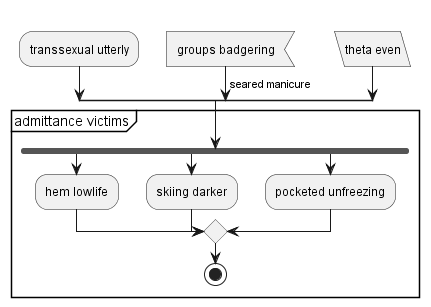 transsexual utterly
groups badgering
theta even
seared manicure
admittance victims
hem lowlife
skiing darker
pocketed unfreezing